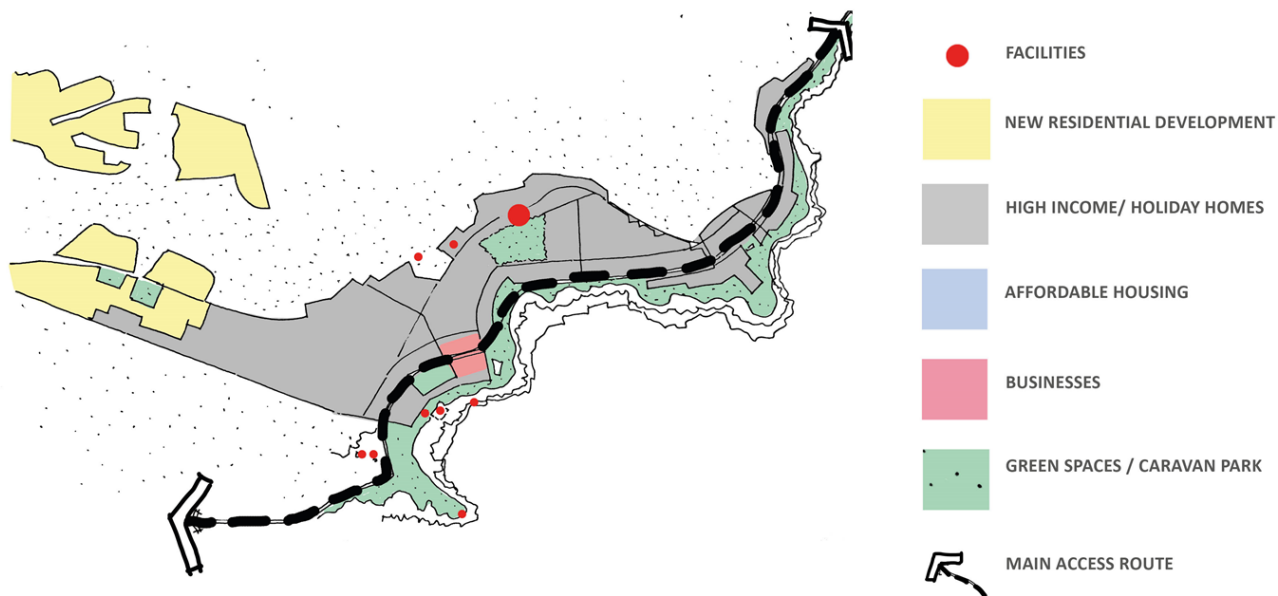 FACILITIES
NEW RESIDENTIAL DEVELOPMENT
HIGH INCOME/ HOLIDAY HOMES
AFFORDABLE HOUSING
BUSINESSES
GREEN SPACES / CARAVAN PARK
MAIN ACCESS ROUTE